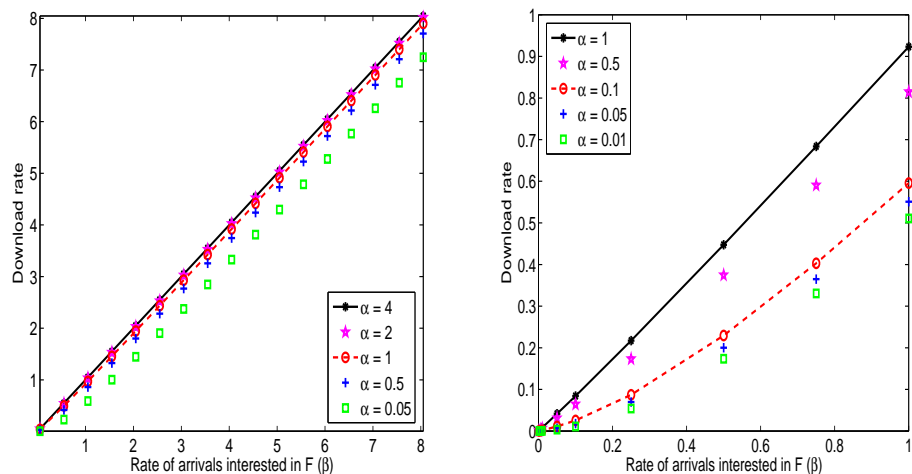 8
7
6
5
4
3
2
1
Download rate
1 2 3 4 5 6 7 8
Rate of arrivals interested in F (β)
α = 4
α = 2
α = 1
α = 0.5
α = 0.05
1
0.9
0.8
0.7
0.6
0.5
0.4
0.3
0.2
0.1
0
Download rate
0 0.2 0.4 0.6 0.8 1
Rate of arrivals interested in F (β)
α = 1
α = 0.5
α = 0.1
α = 0.05
α = 0.01